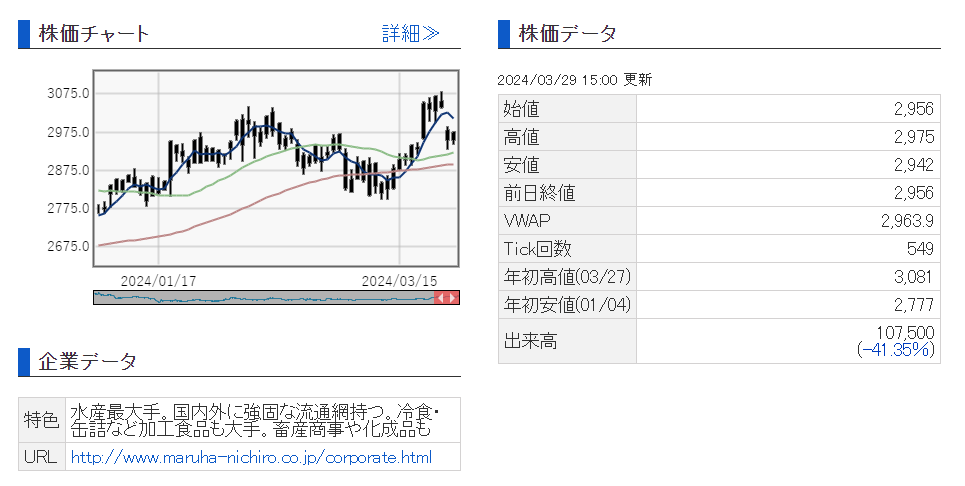 株価チャート
詳細≫
3075.0
2975.0
2875.0
2775.0
2675.0
2024/01/17 2024/03/15
企業データ
特色 水産最大手。国内外に強固な流通網持つ。冷食・
缶詰など加工食品も大手。畜産商事や化成品も
URL http://www.maruha-nichiro.co.jp/corporate.html
株価データ
2024/03/29 15:00 更新
始値 2,956
高値 2,975
安値 2,942
前日終値 2,956
VWAP 2,963.9
Tick回数 549
年初高値(03/27) 3,081
年初安値(01/04) 2,777
出来高 107,500
(-41.35%)